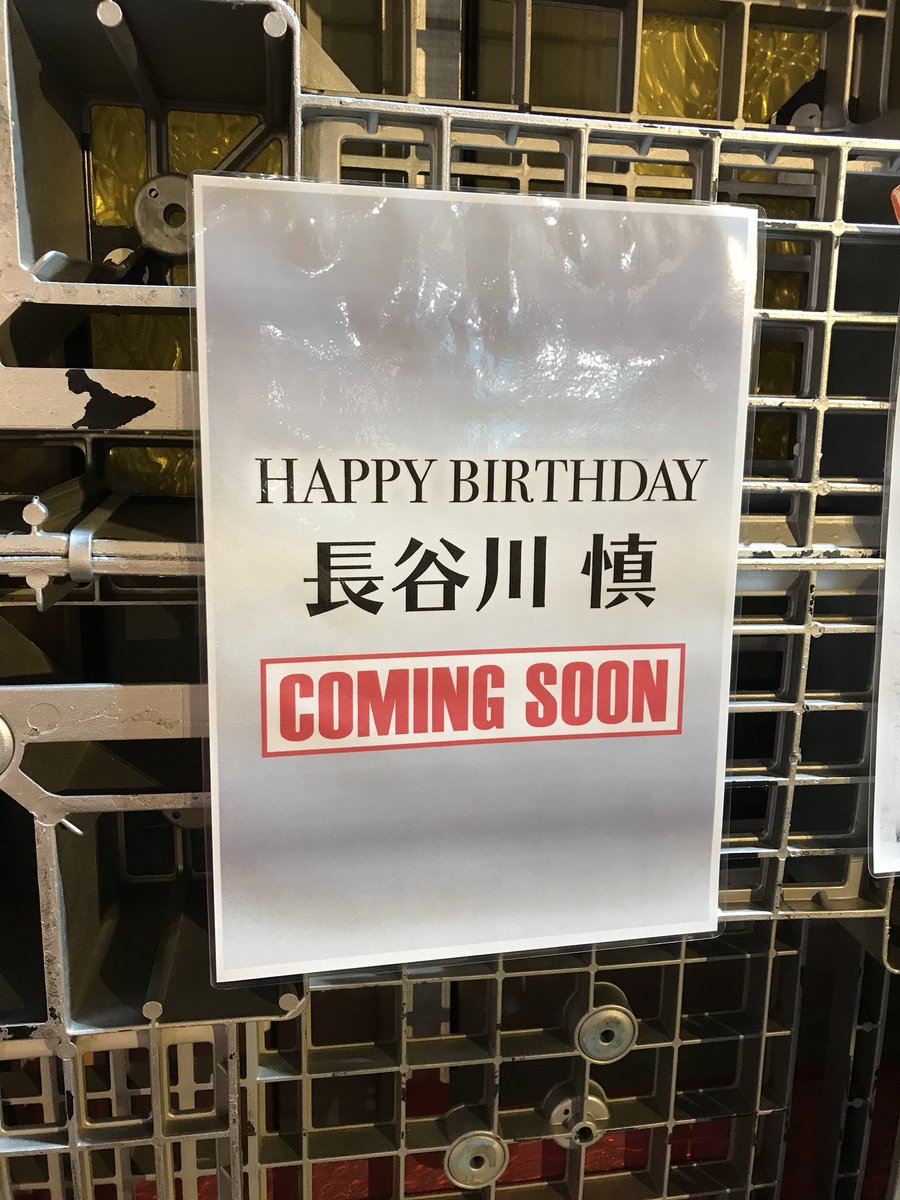 HAPPY BIRTHDAY
長谷川 慎
COMING SOON